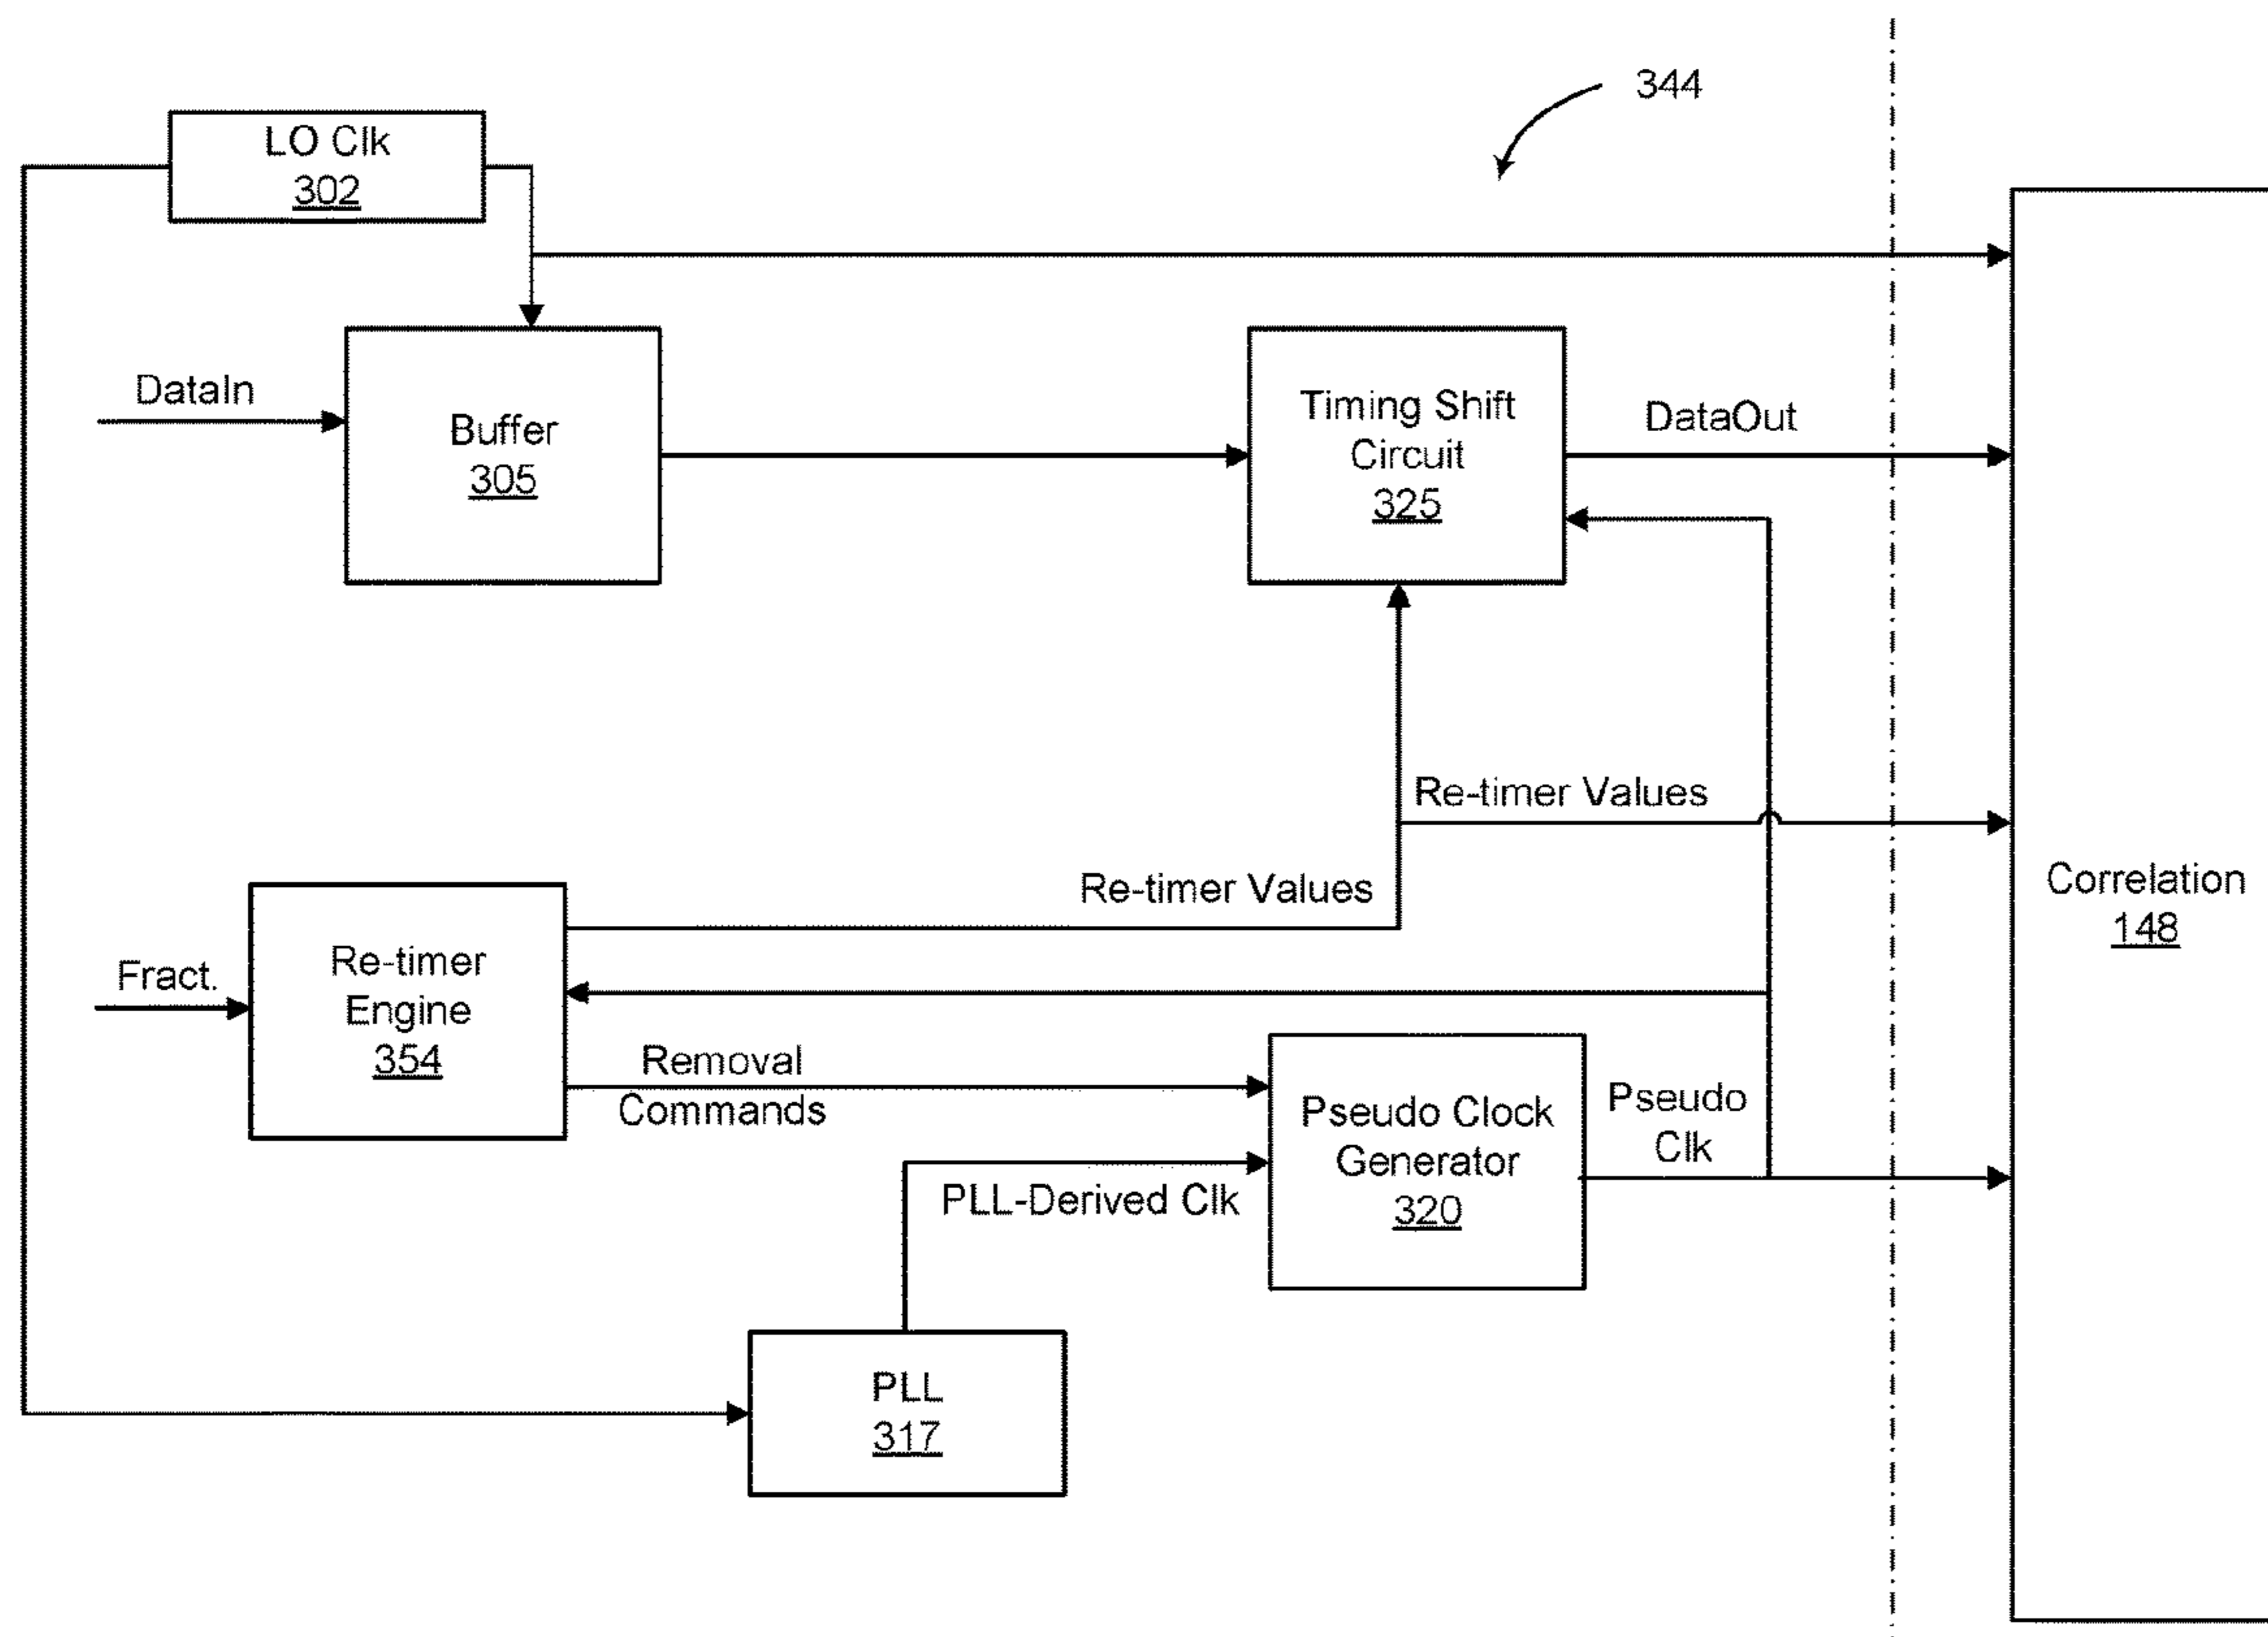 344
LO Clk
302
DataIn
Buffer
305
Timing Shift
Circuit
325
DataOut
Re-timer Values
Re-timer Values
Correlation
148
Fract.
Re-timer
Engine
354
Removal
Commands
Pseudo Clock
Generator
320
Pseudo
Clk
PLL-Derived Clk
PLL
317